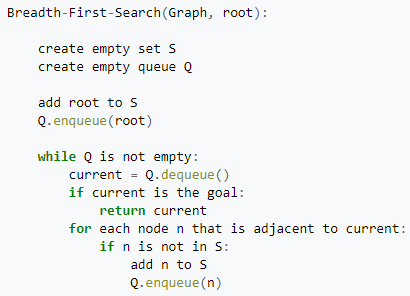 Breadth-First-Search(Graph, root):

    create empty set S
    create empty queue Q

    add root to S
    Q.enqueue(root)

    while Q is not empty:
        current = Q.dequeue()
        if current is the goal:
            return current
        for each node n that is adjacent to current:
            if n is not in S:
                add n to S
                Q.enqueue(n)